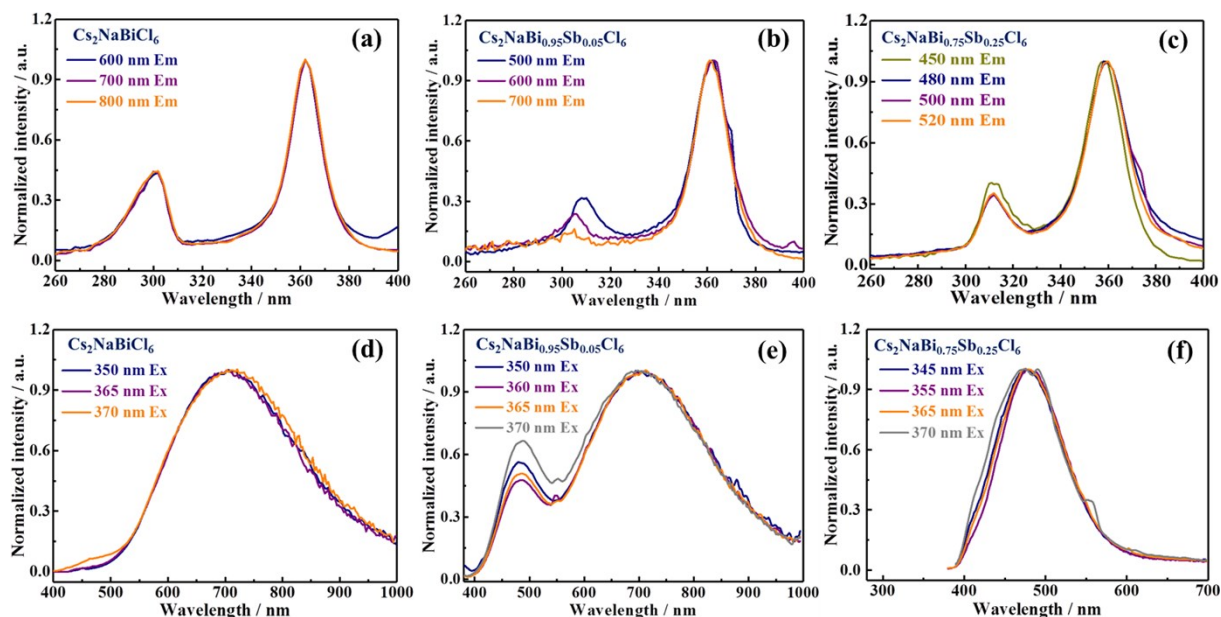 (a)
Cs₂NaBiCl₆
600 nm Em
700 nm Em
800 nm Em
Normalized intensity / a.u.
1.2
0.9
0.6
0.3
0.0
260 280 300 320 340 360 380 400
Wavelength / nm
(b)
Cs₂NaBi₀.₉₅Sb₀.₀₅Cl₆
500 nm Em
600 nm Em
700 nm Em
Normalized intensity / a.u.
1.2
0.9
0.6
0.3
0.0
260 280 300 320 340 360 380 400
Wavelength / nm
(c)
Cs₂NaBi₀.₇₅Sb₀.₂₅Cl₆
450 nm Em
480 nm Em
500 nm Em
520 nm Em
Normalized intensity / a.u.
1.2
0.9
0.6
0.3
0.0
260 280 300 320 340 360 380 400
Wavelength / nm
(d)
Cs₂NaBiCl₆
350 nm Ex
365 nm Ex
370 nm Ex
Normalized intensity / a.u.
1.2
0.9
0.6
0.3
0.0
400 500 600 700 800 900 1000
Wavelength / nm
(e)
Cs₂NaBi₀.₉₅Sb₀.₀₅Cl₆
350 nm Ex
360 nm Ex
365 nm Ex
370 nm Ex
Normalized intensity / a.u.
1.2
0.9
0.6
0.3
0.0
400 500 600 700 800 900 1000
Wavelength / nm
(f)
Cs₂NaBi₀.₇₅Sb₀.₂₅Cl₆
345 nm Ex
355 nm Ex
365 nm Ex
370 nm Ex
Normalized intensity / a.u.
1.2
0.9
0.6
0.3
0.0
300 400 500 600 700
Wavelength / nm